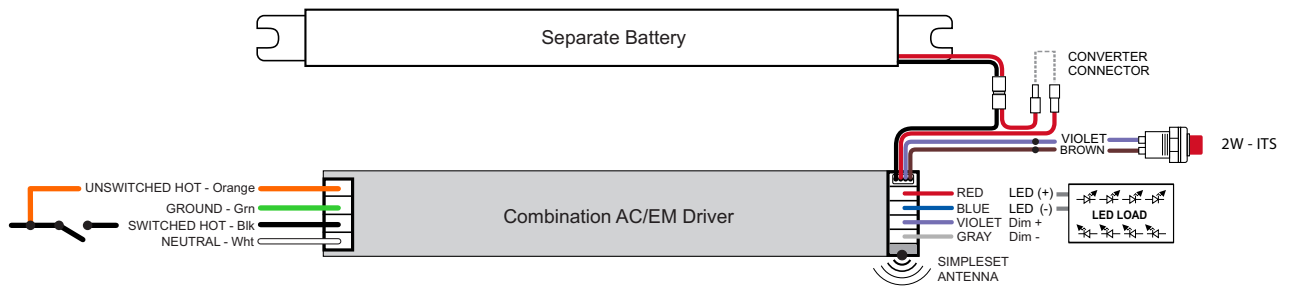 Separate Battery
CONVERTER
CONNECTOR
VIOLET
BROWN
2W - ITS
UNSWITCHED HOT - Orange
GROUND - Grn
SWITCHED HOT - Blk
NEUTRAL - Wht
Combination AC/EM Driver
RED LED (+)
BLUE LED (-)
VIOLET Dim +
GRAY Dim -
LED LOAD
SIMPLESET
ANTENNA